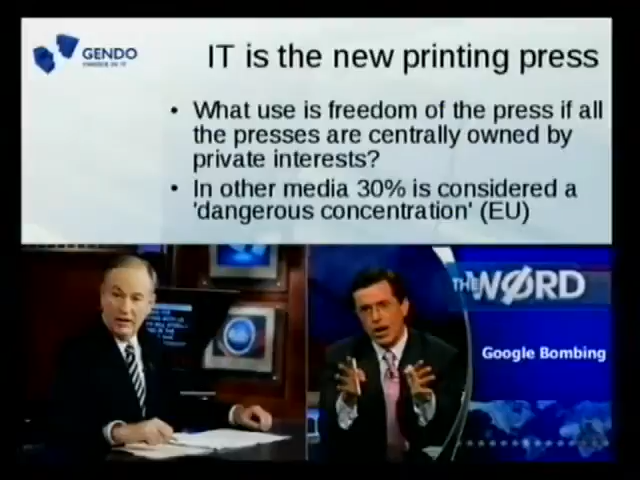 GENDO
IT is the new printing press
• What use is freedom of the press if all
the presses are centrally owned by
private interests?
• In other media 30% is considered a
'dangerous concentration' (EU)
THE WØRD
Google Bombing